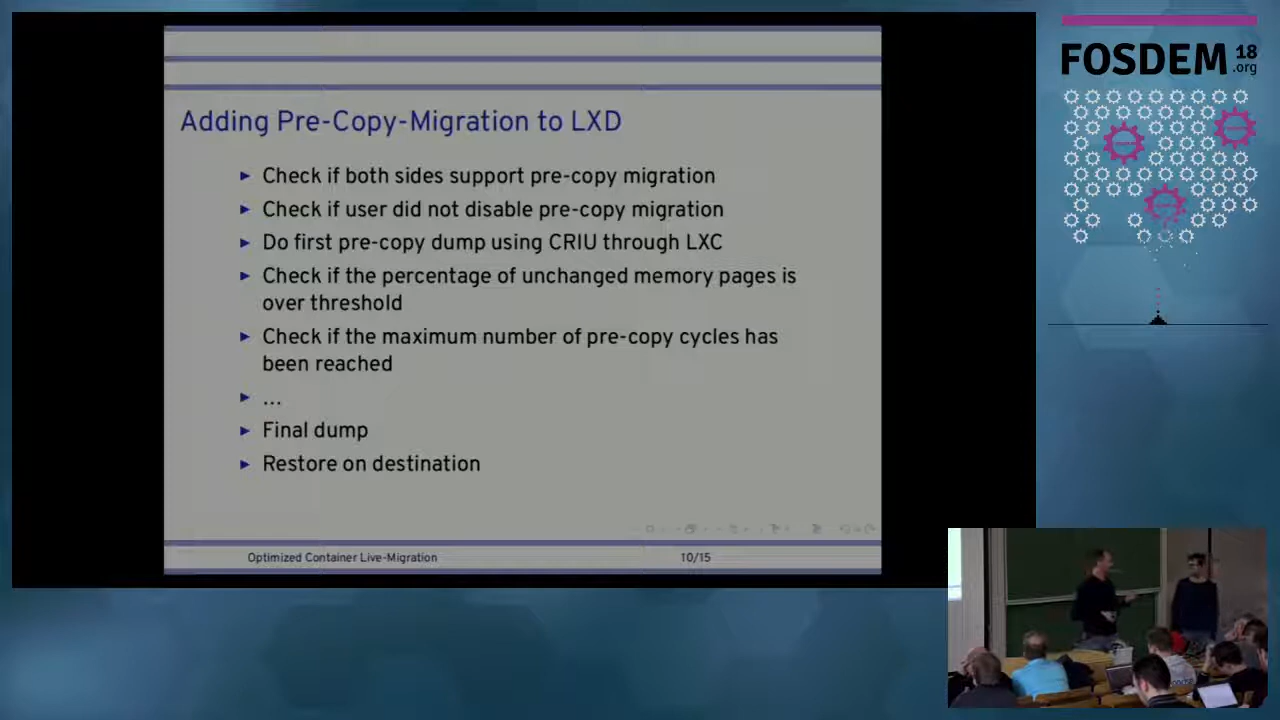 FOSDEM 18
.org
Adding Pre-Copy-Migration to LXD
Check if both sides support pre-copy migration
Check if user did not disable pre-copy migration
Do first pre-copy dump using CRIU through LXC
Check if the percentage of unchanged memory pages is
over threshold
Check if the maximum number of pre-copy cycles has
been reached
...
Final dump
Restore on destination
Optimized Container Live-Migration 10/15